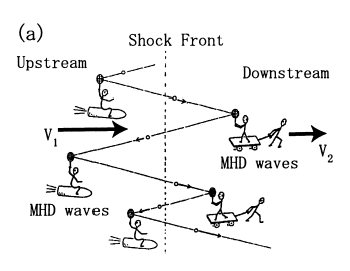 (a)
Shock Front
Upstream
Downstream
V1
V2
MHD waves
MHD waves